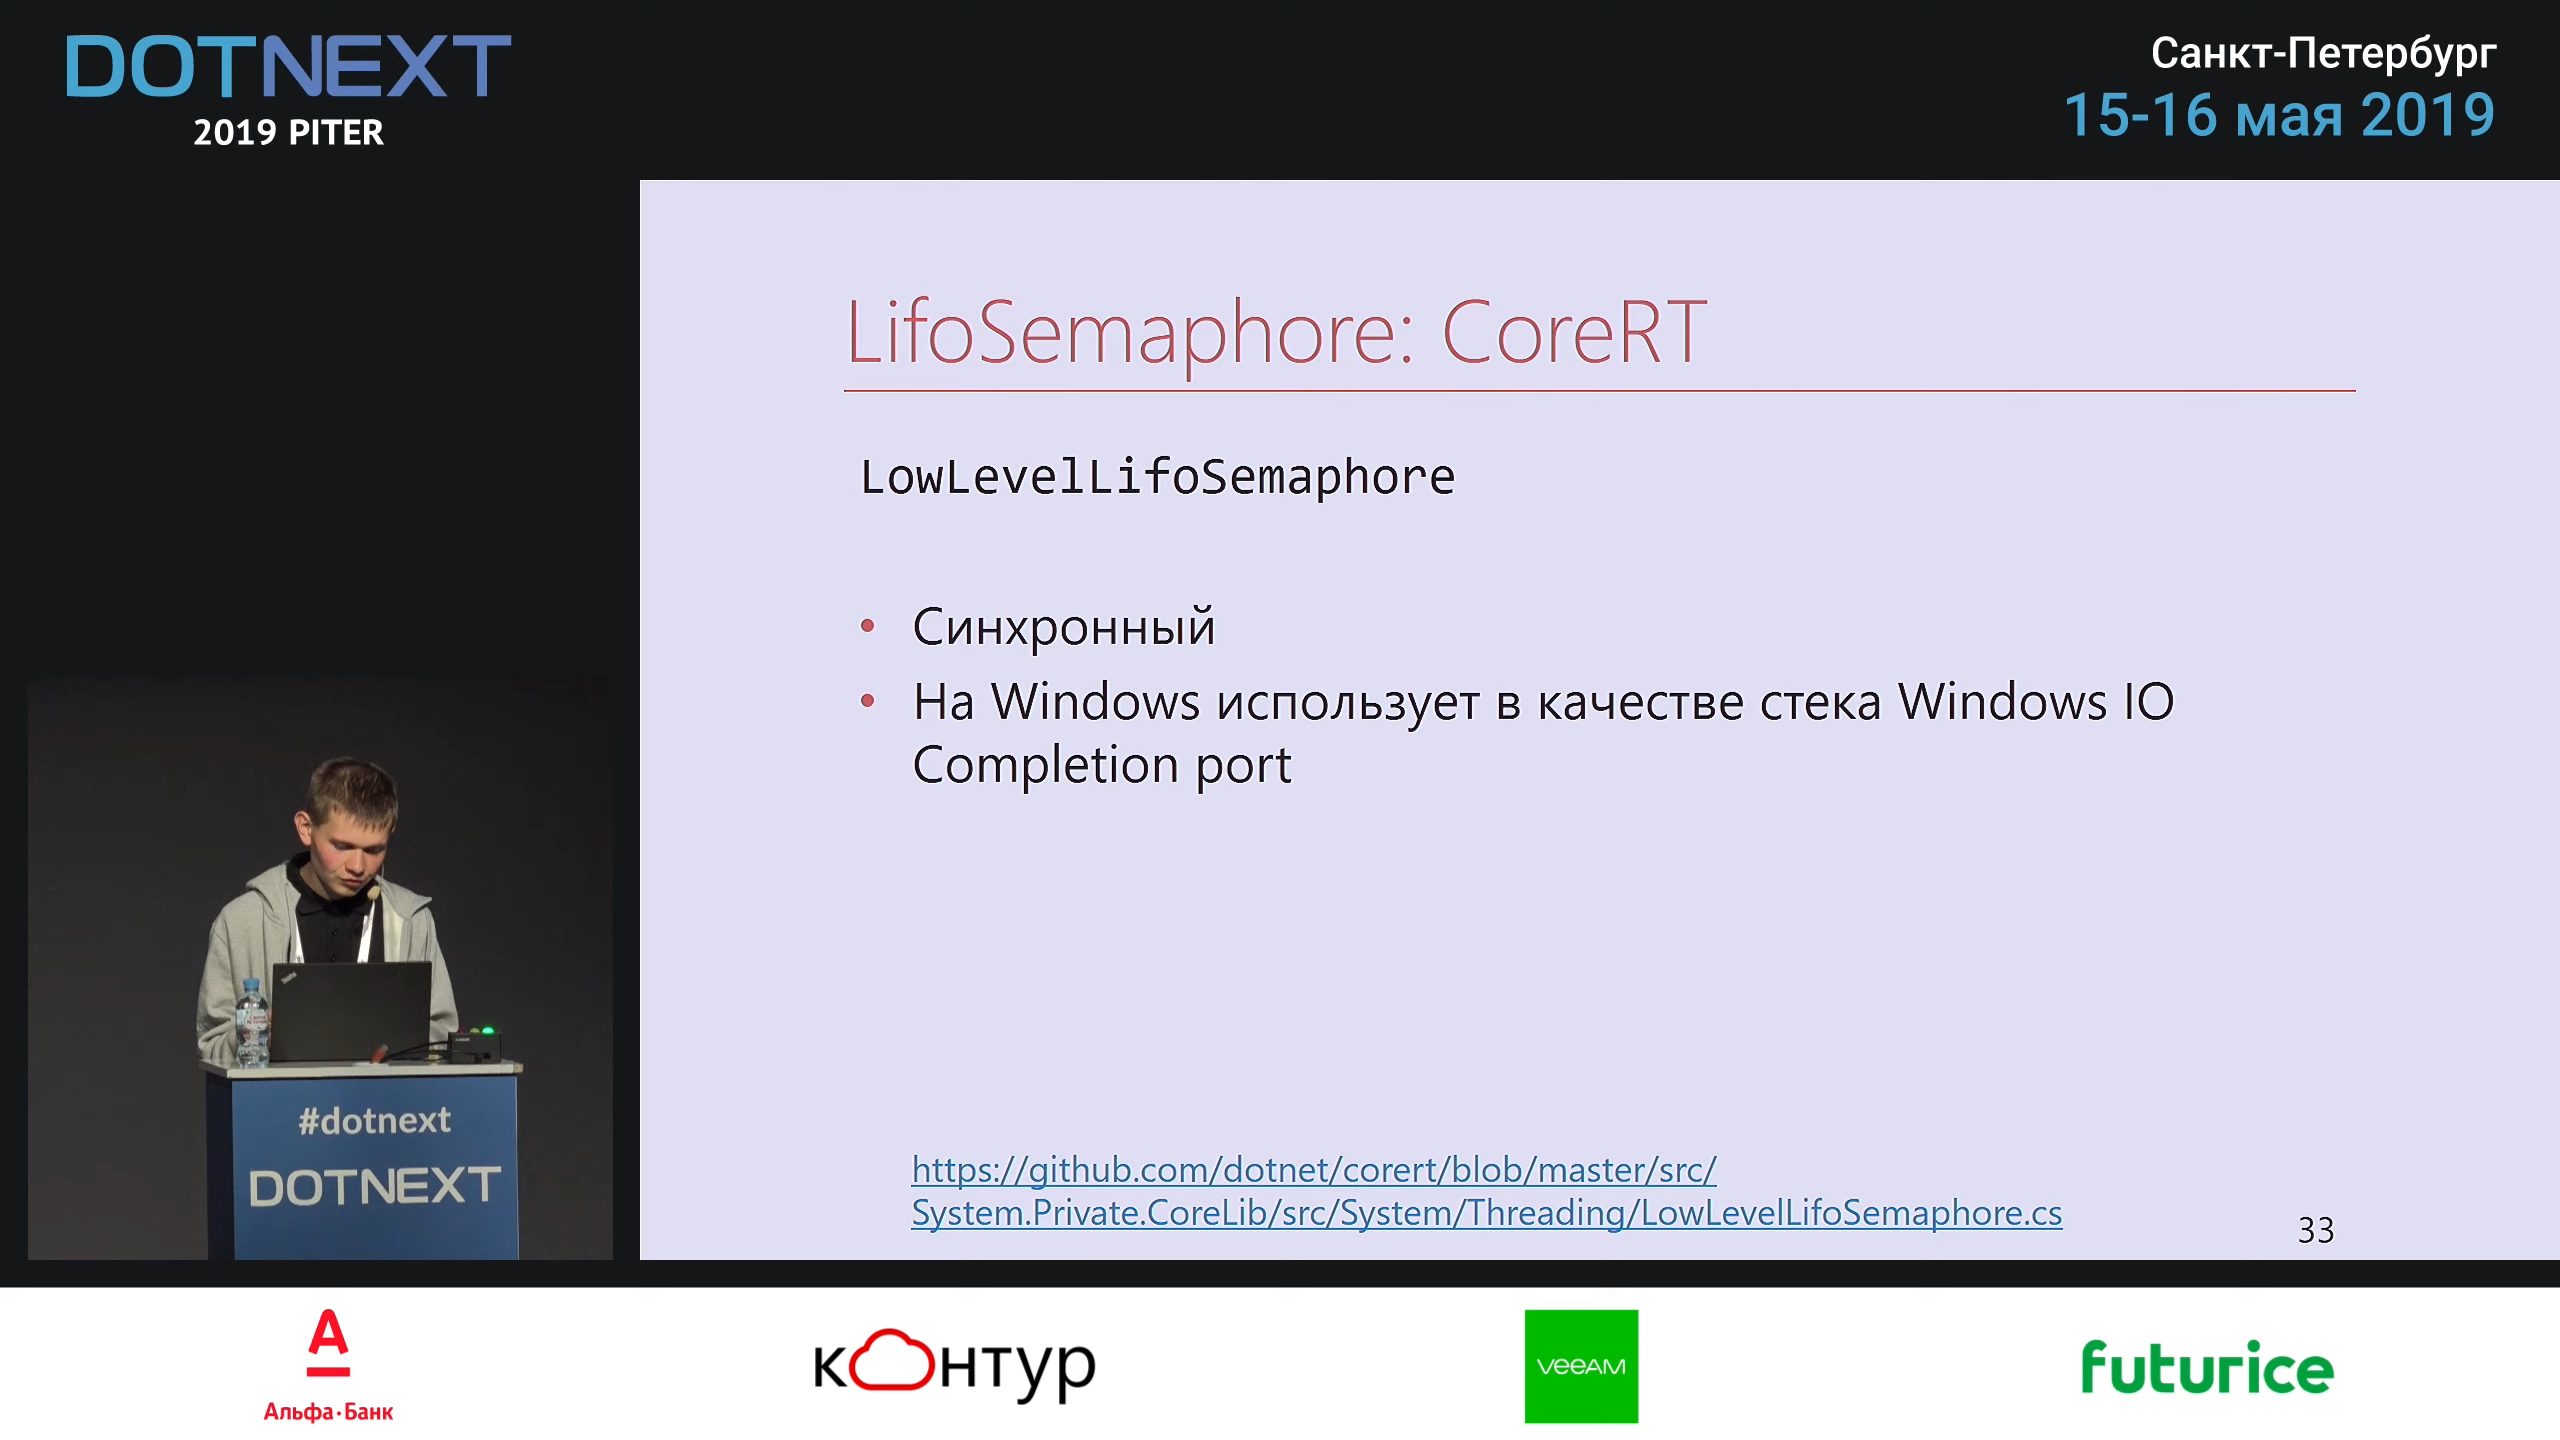 DOTNEXT
2019 PITER
Санкт-Петербург
15-16 мая 2019
LifoSemaphore: CoreRT
LowLevelLifoSemaphore
• Синхронный
• На Windows использует в качестве стека Windows IO
Completion port
https://github.com/dotnet/corert/blob/master/src/
System.Private.CoreLib/src/System/Threading/LowLevelLifoSemaphore.cs
33
#dotnext
DOTNEXT
А
Альфа·Банк
контур
veeam
futurice